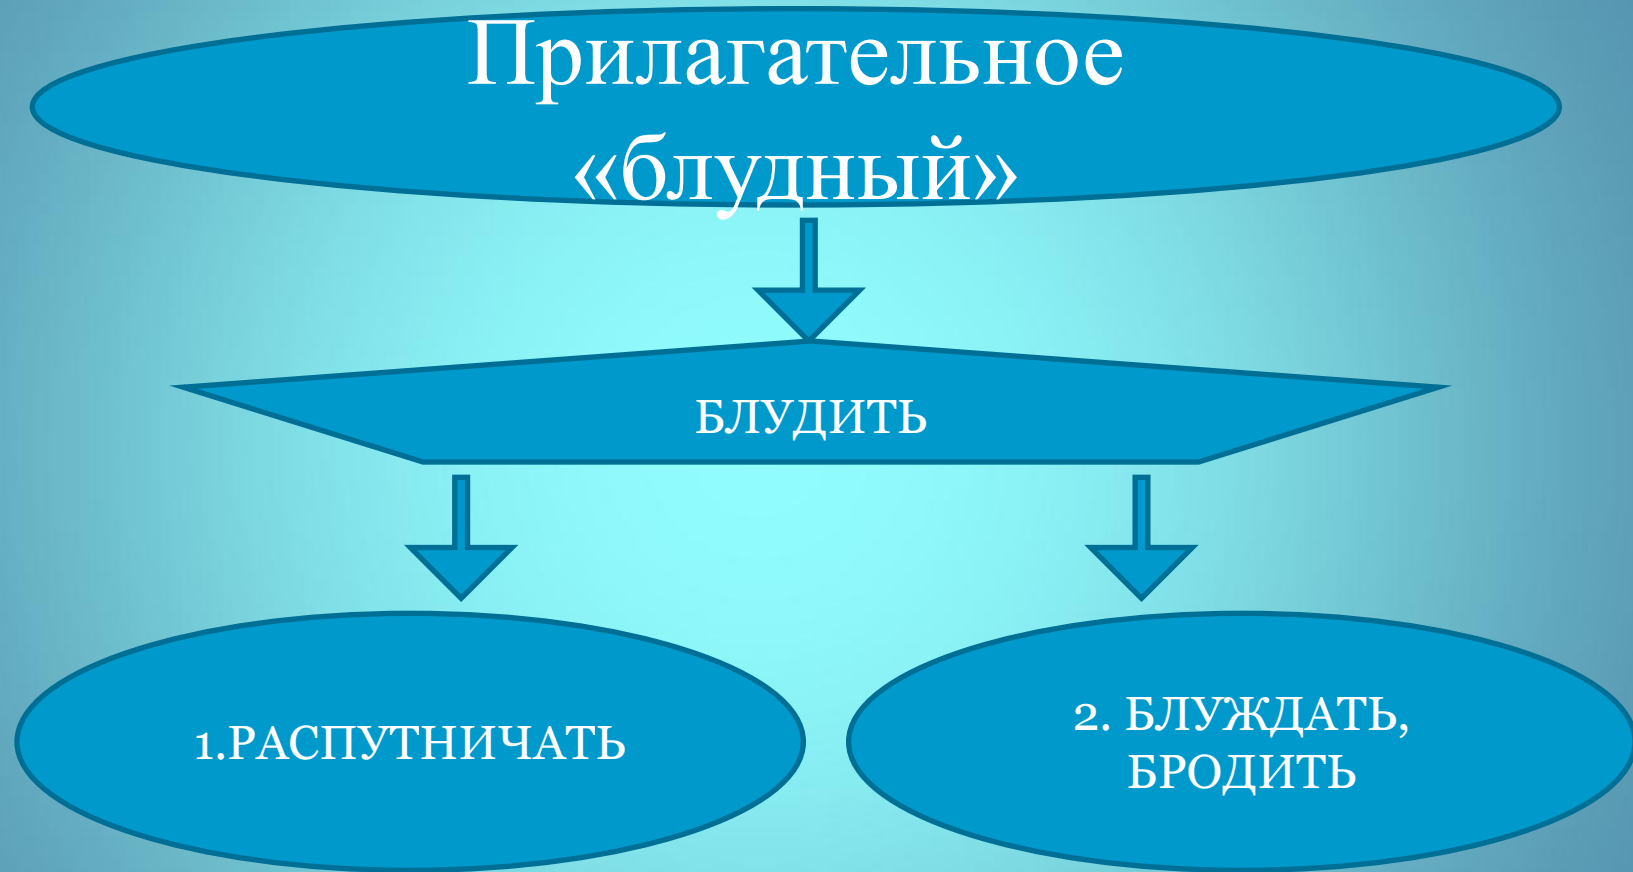 Прилагательное
«блудный»
БЛУДИТЬ
1.РАСПУТНИЧАТЬ
2. БЛУЖДАТЬ,
БРОДИТЬ